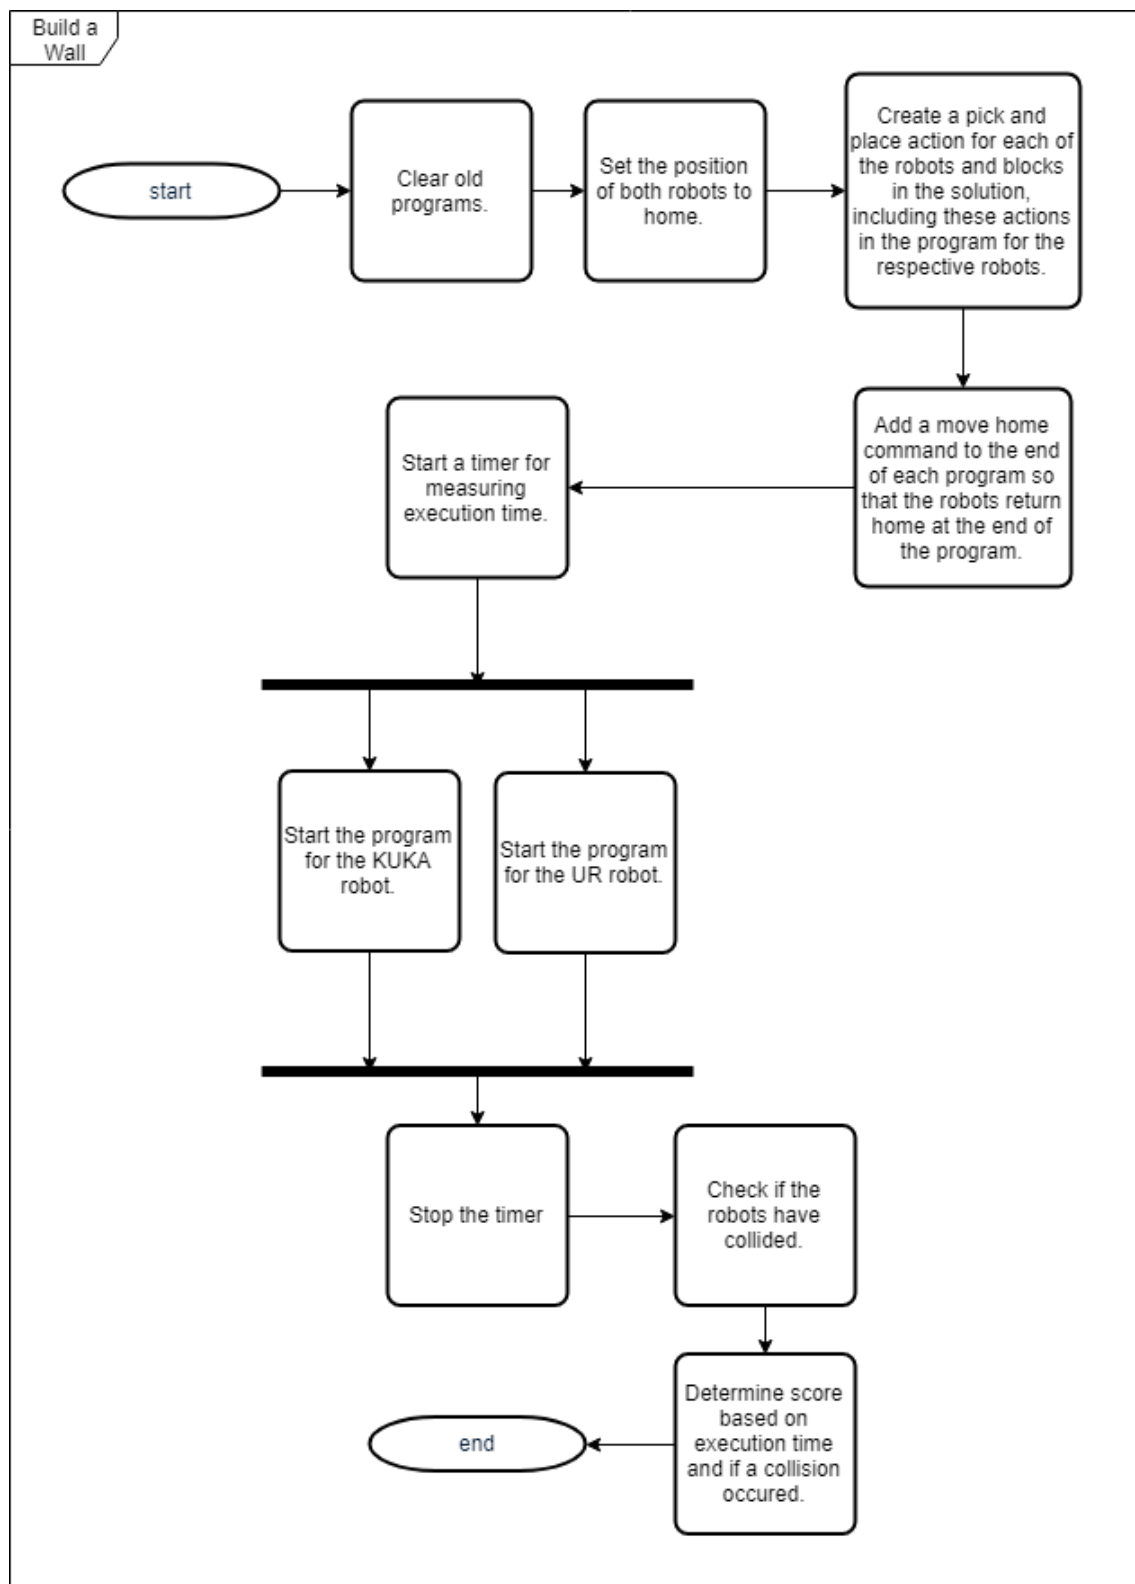 Build a
Wall
start
Clear old
programs.
Set the position
of both robots to
home.
Create a pick and
place action for each of
the robots and blocks
in the solution,
including these actions
in the program for the
respective robots.
Add a move home
command to the end
of each program so
that the robots return
home at the end of
the program.
Start a timer for
measuring
execution time.
Start the program
for the KUKA
robot.
Start the program
for the UR robot.
Stop the timer
Check if the
robots have
collided.
Determine score
based on
execution time
and if a collision
occured.
end